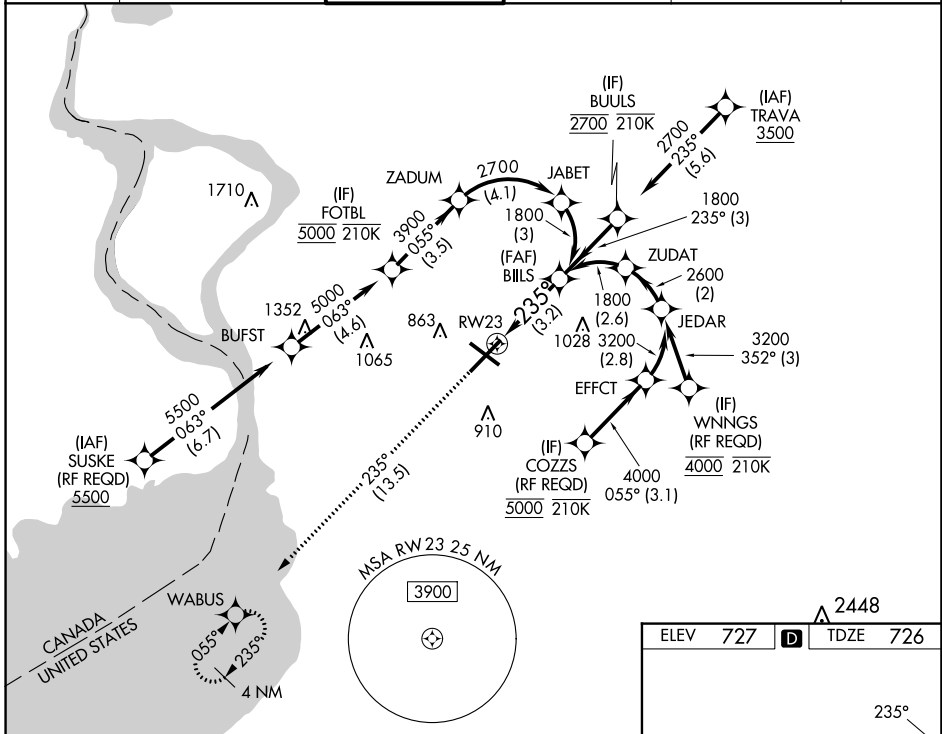 (IF)
BUULS
2700 210K
(IAF)
TRAVA
3500
2700
235°
(5.6)
1710
(IF)
FOTBL
5000 210K
ZADUM
2700
(4.1)
JABET
3900
055°
(3.5)
1800
(3)
1800
235° (3)
(FAF)
BIILS
ZUDAT
2600
(2)
1352
5000
063°
(4.6)
BUFST
1065
863
RW23
235°
(3.2)
1800
(2.6)
1028
JEDAR
3200
(2.8)
3200
352° (3)
EFFCT
910
(IF)
WNNGS
(RF REQD)
4000 210K
5500
063°
(6.7)
(IAF)
SUSKE
(RF REQD)
5500
(IF)
COZZS
(RF REQD)
5000 210K
4000
055° (3.1)
235°
(13.5)
MSA RW 23 25 NM
3900
WABUS
055°
235°
4 NM
CANADA
UNITED STATES
2448
ELEV 727 D TDZE 726
235°